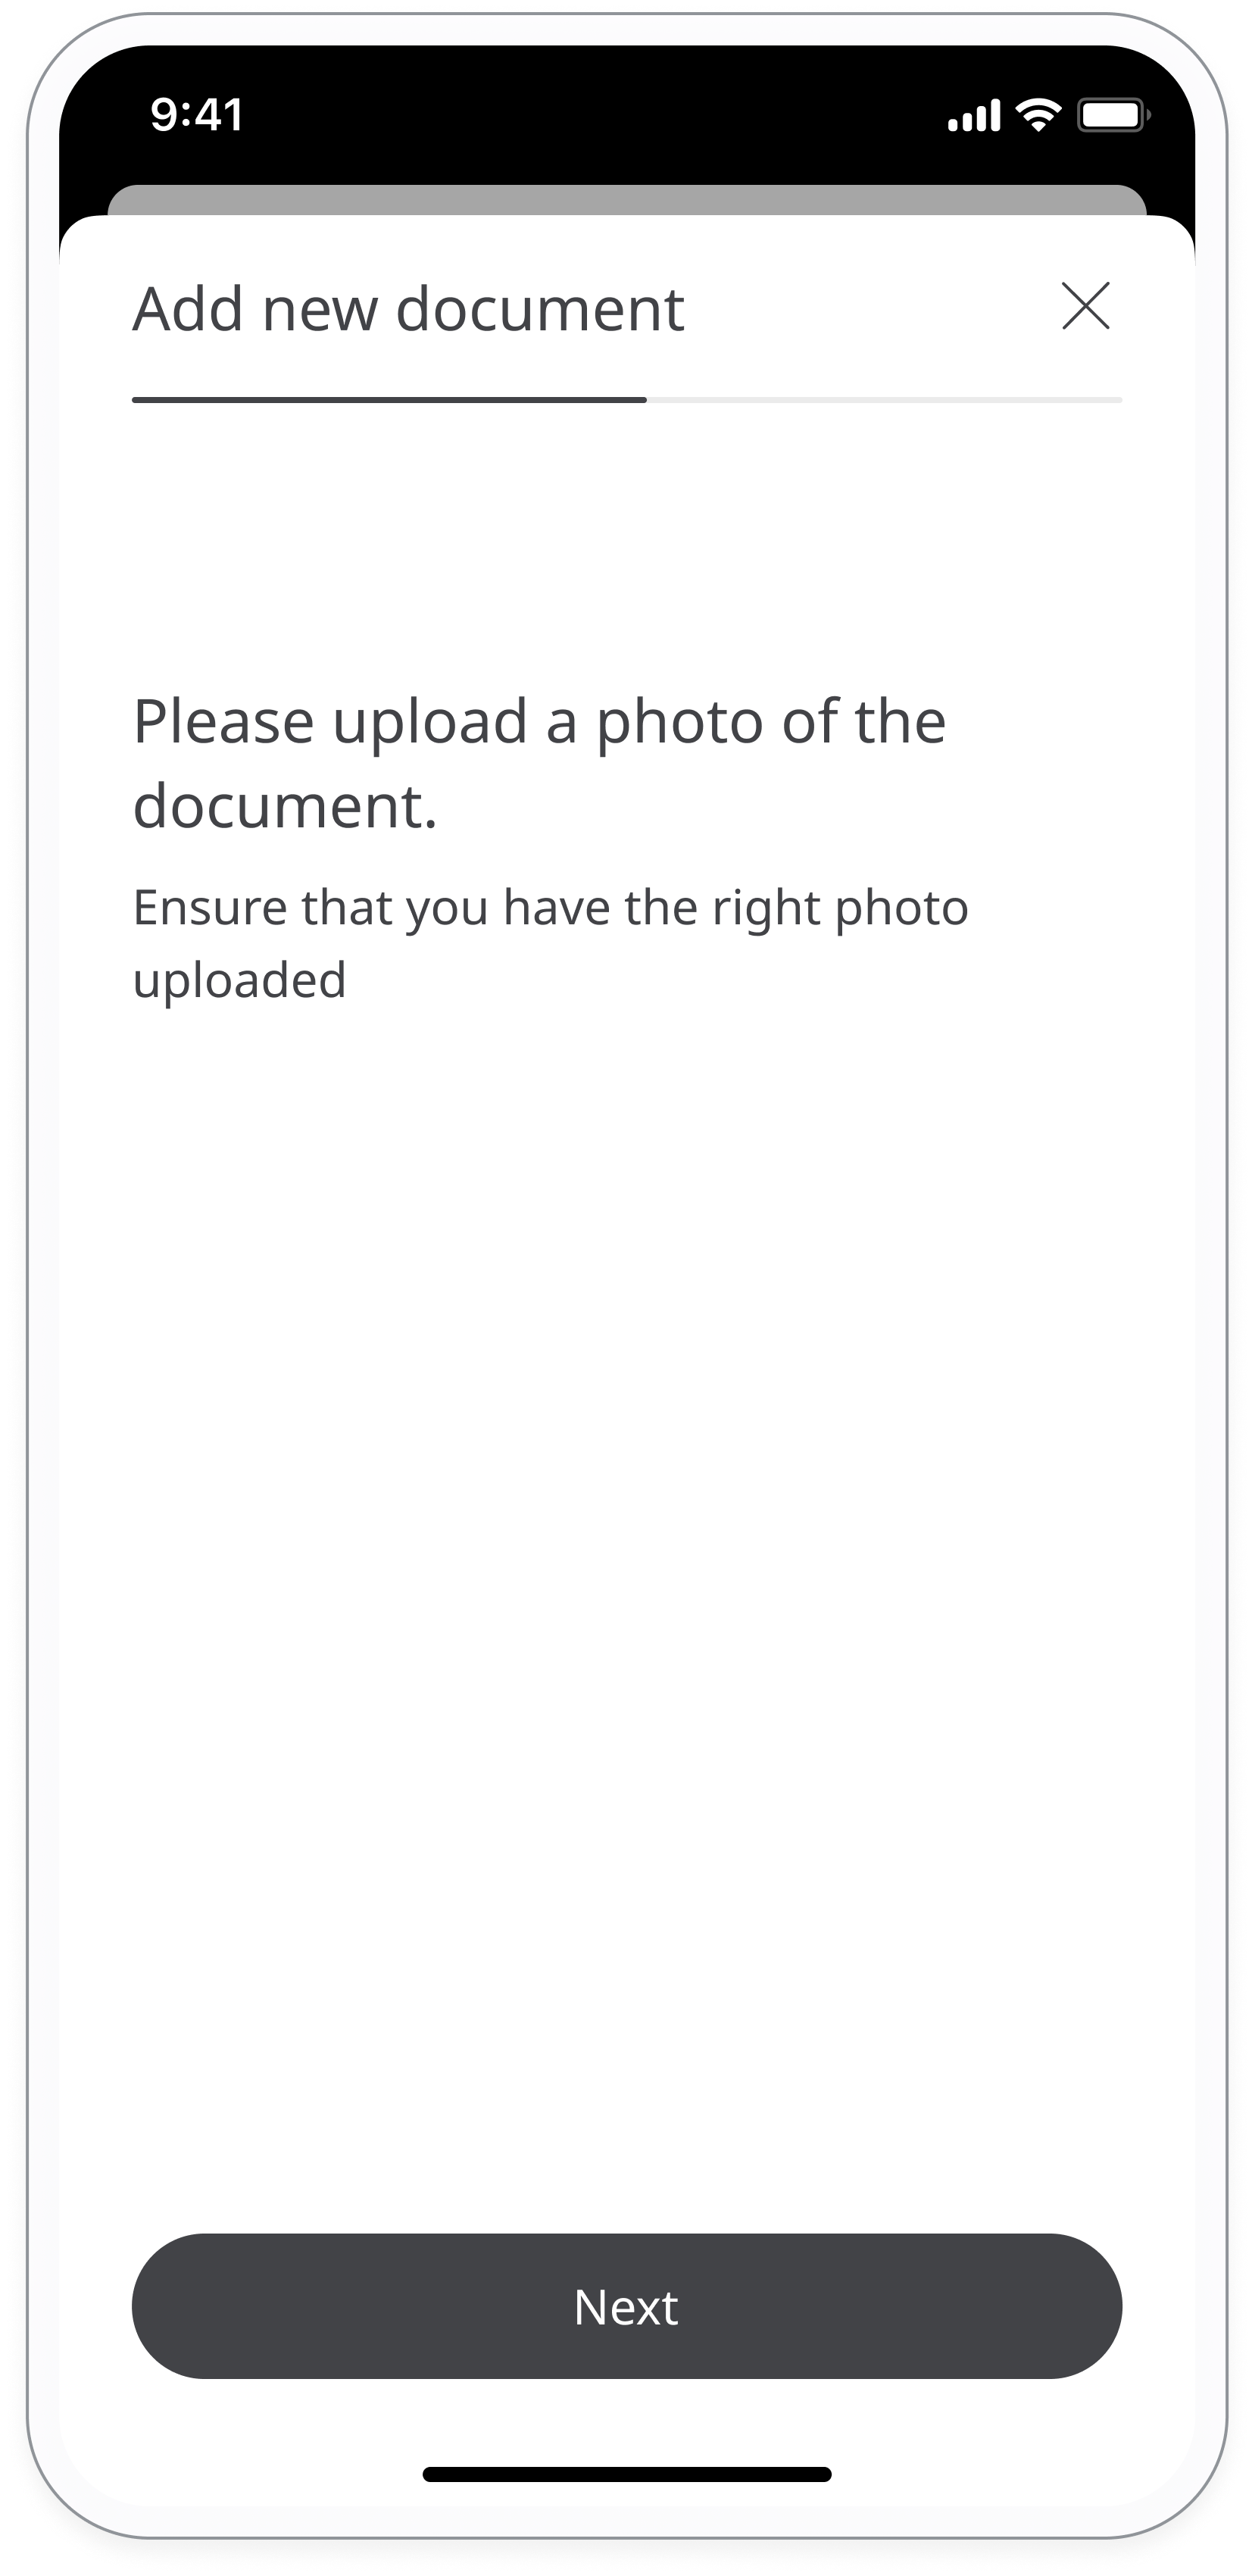 9:41
Add new document
Please upload a photo of the
document.
Ensure that you have the right photo
uploaded
Next